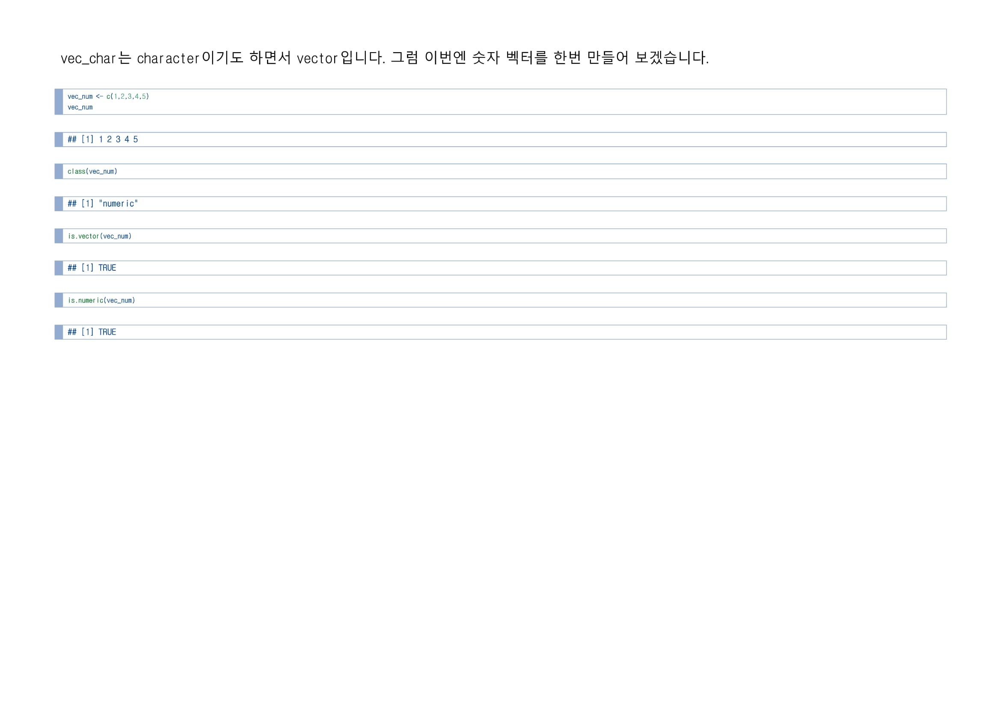 vec_char는 character이기도 하면서 vector입니다. 그럼 이번엔 숫자 벡터를 한번 만들어 보겠습니다.
vec_num <- c(1,2,3,4,5)
vec_num
## [1] 1 2 3 4 5
class(vec_num)
## [1] "numeric"
is.vector(vec_num)
## [1] TRUE
is.numeric(vec_num)
## [1] TRUE